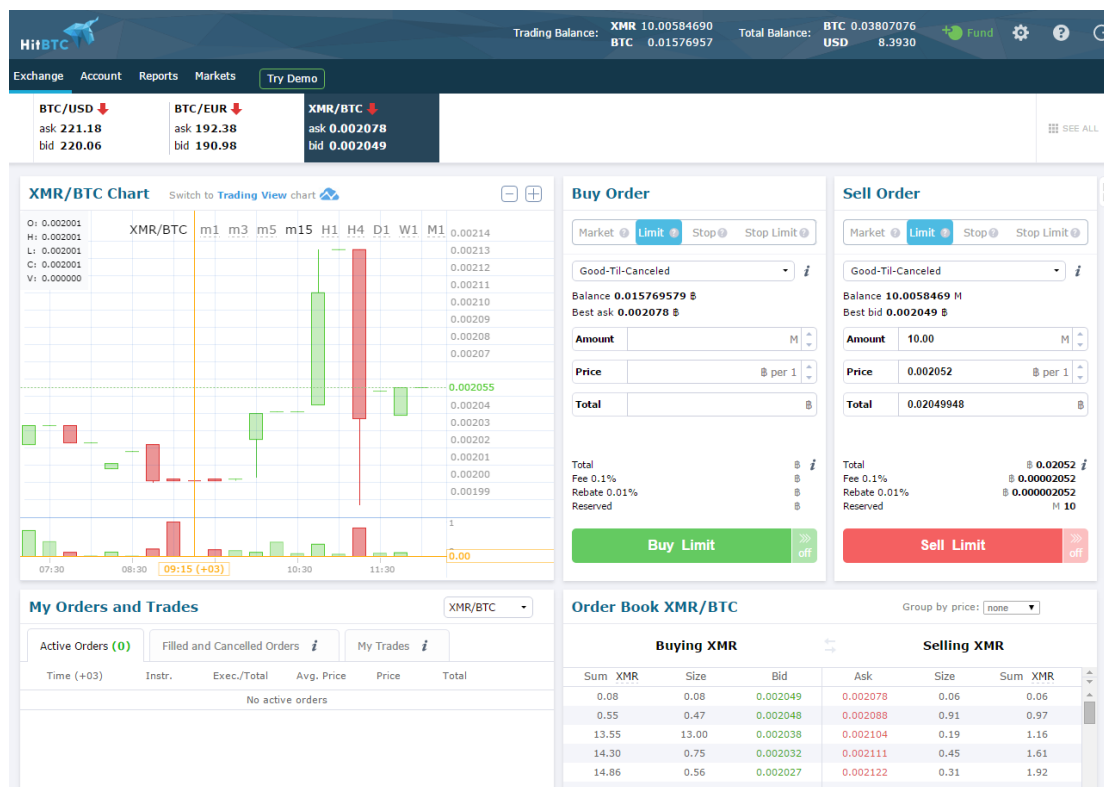 HitBTC
Trading Balance: XMR 10.00584690 BTC 0.01576957 Total Balance: BTC 0.03807076 USD 8.3930 Fund
Exchange Account Reports Markets Try Demo
BTC/USD BTC/EUR XMR/BTC
ask 221.18 ask 192.38 ask 0.002078
bid 220.06 bid 190.98 bid 0.002049
SEE ALL
XMR/BTC Chart Switch to Trading View chart
O: 0.002001
H: 0.002001
L: 0.002001
C: 0.002001
V: 0.000000
XMR/BTC m1 m3 m5 m15 H1 H4 D1 W1 M1
0.00214
0.00213
0.00212
0.00211
0.00210
0.00209
0.00208
0.00207
0.002055
0.00204
0.00203
0.00202
0.00201
0.00200
0.00199
1
0.00
07:30 08:30 09:15 (+03) 10:30 11:30
Buy Order
Market Limit Stop Stop Limit
Good-Til-Canceled
Balance 0.015769579 ฿
Best ask 0.002078 ฿
Amount M
Price ฿ per 1
Total ฿
Total ฿
Fee 0.1% ฿
Rebate 0.01% ฿
Reserved ฿
Buy Limit off
Sell Order
Market Limit Stop Stop Limit
Good-Til-Canceled
Balance 10.0058469 M
Best bid 0.002049 ฿
Amount 10.00 M
Price 0.002052 ฿ per 1
Total 0.02049948 ฿
Total ฿ 0.02052
Fee 0.1% ฿ 0.00002052
Rebate 0.01% ฿ 0.000002052
Reserved M 10
Sell Limit off
My Orders and Trades XMR/BTC
Active Orders (0) Filled and Cancelled Orders i My Trades i
Time (+03) Instr. Exec./Total Avg. Price Price Total
No active orders
Order Book XMR/BTC Group by price: none
Buying XMR Selling XMR
Sum XMR Size Bid Ask Size Sum XMR
0.08 0.08 0.002049 0.002078 0.06 0.06
0.55 0.47 0.002048 0.002088 0.91 0.97
13.55 13.00 0.002038 0.002104 0.19 1.16
14.30 0.75 0.002032 0.002111 0.45 1.61
14.86 0.56 0.002027 0.002122 0.31 1.92